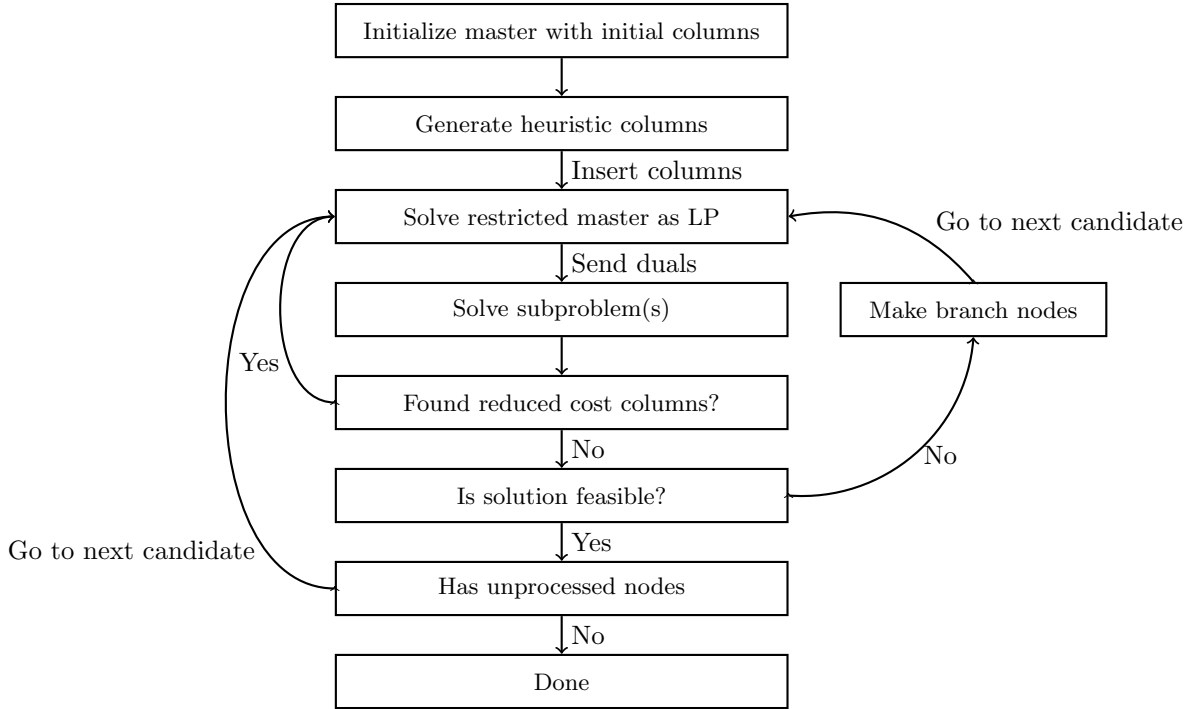 Initialize master with initial columns
Generate heuristic columns
Insert columns
Solve restricted master as LP
Go to next candidate
Send duals
Solve subproblem(s)
Make branch nodes
Yes
Found reduced cost columns?
No
No
Is solution feasible?
Yes
Go to next candidate
Has unprocessed nodes
No
Done